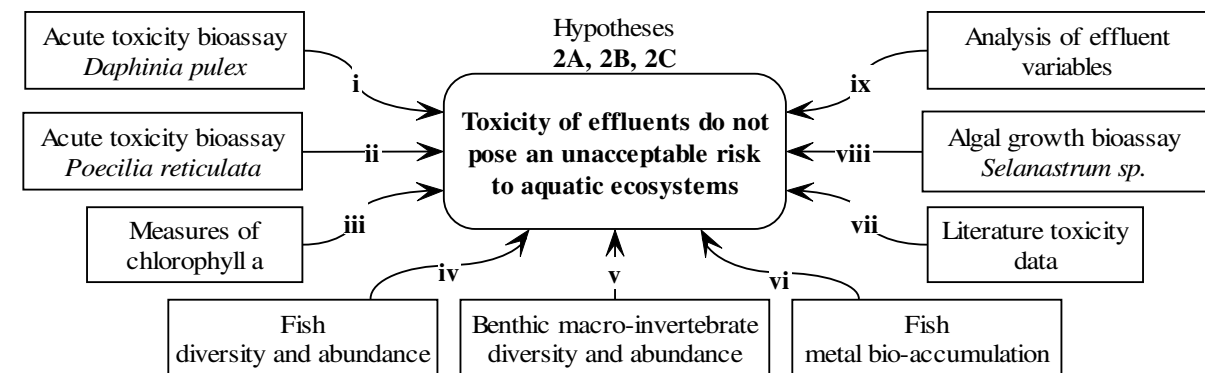 Acute toxicity bioassay
Daphinia pulex
i
Acute toxicity bioassay
Poecilia reticulata
ii
Measures of
chlorophyll a
iii
Hypotheses
2A, 2B, 2C
Toxicity of effluents do not
pose an unacceptable risk
to aquatic ecosystems
ix
Analysis of effluent
variables
viii
Algal growth bioassay
Selanastrum sp.
vii
Literature toxicity
data
iv
Fish
diversity and abundance
v
Benthic macro-invertebrate
diversity and abundance
vi
Fish
metal bio-accumulation